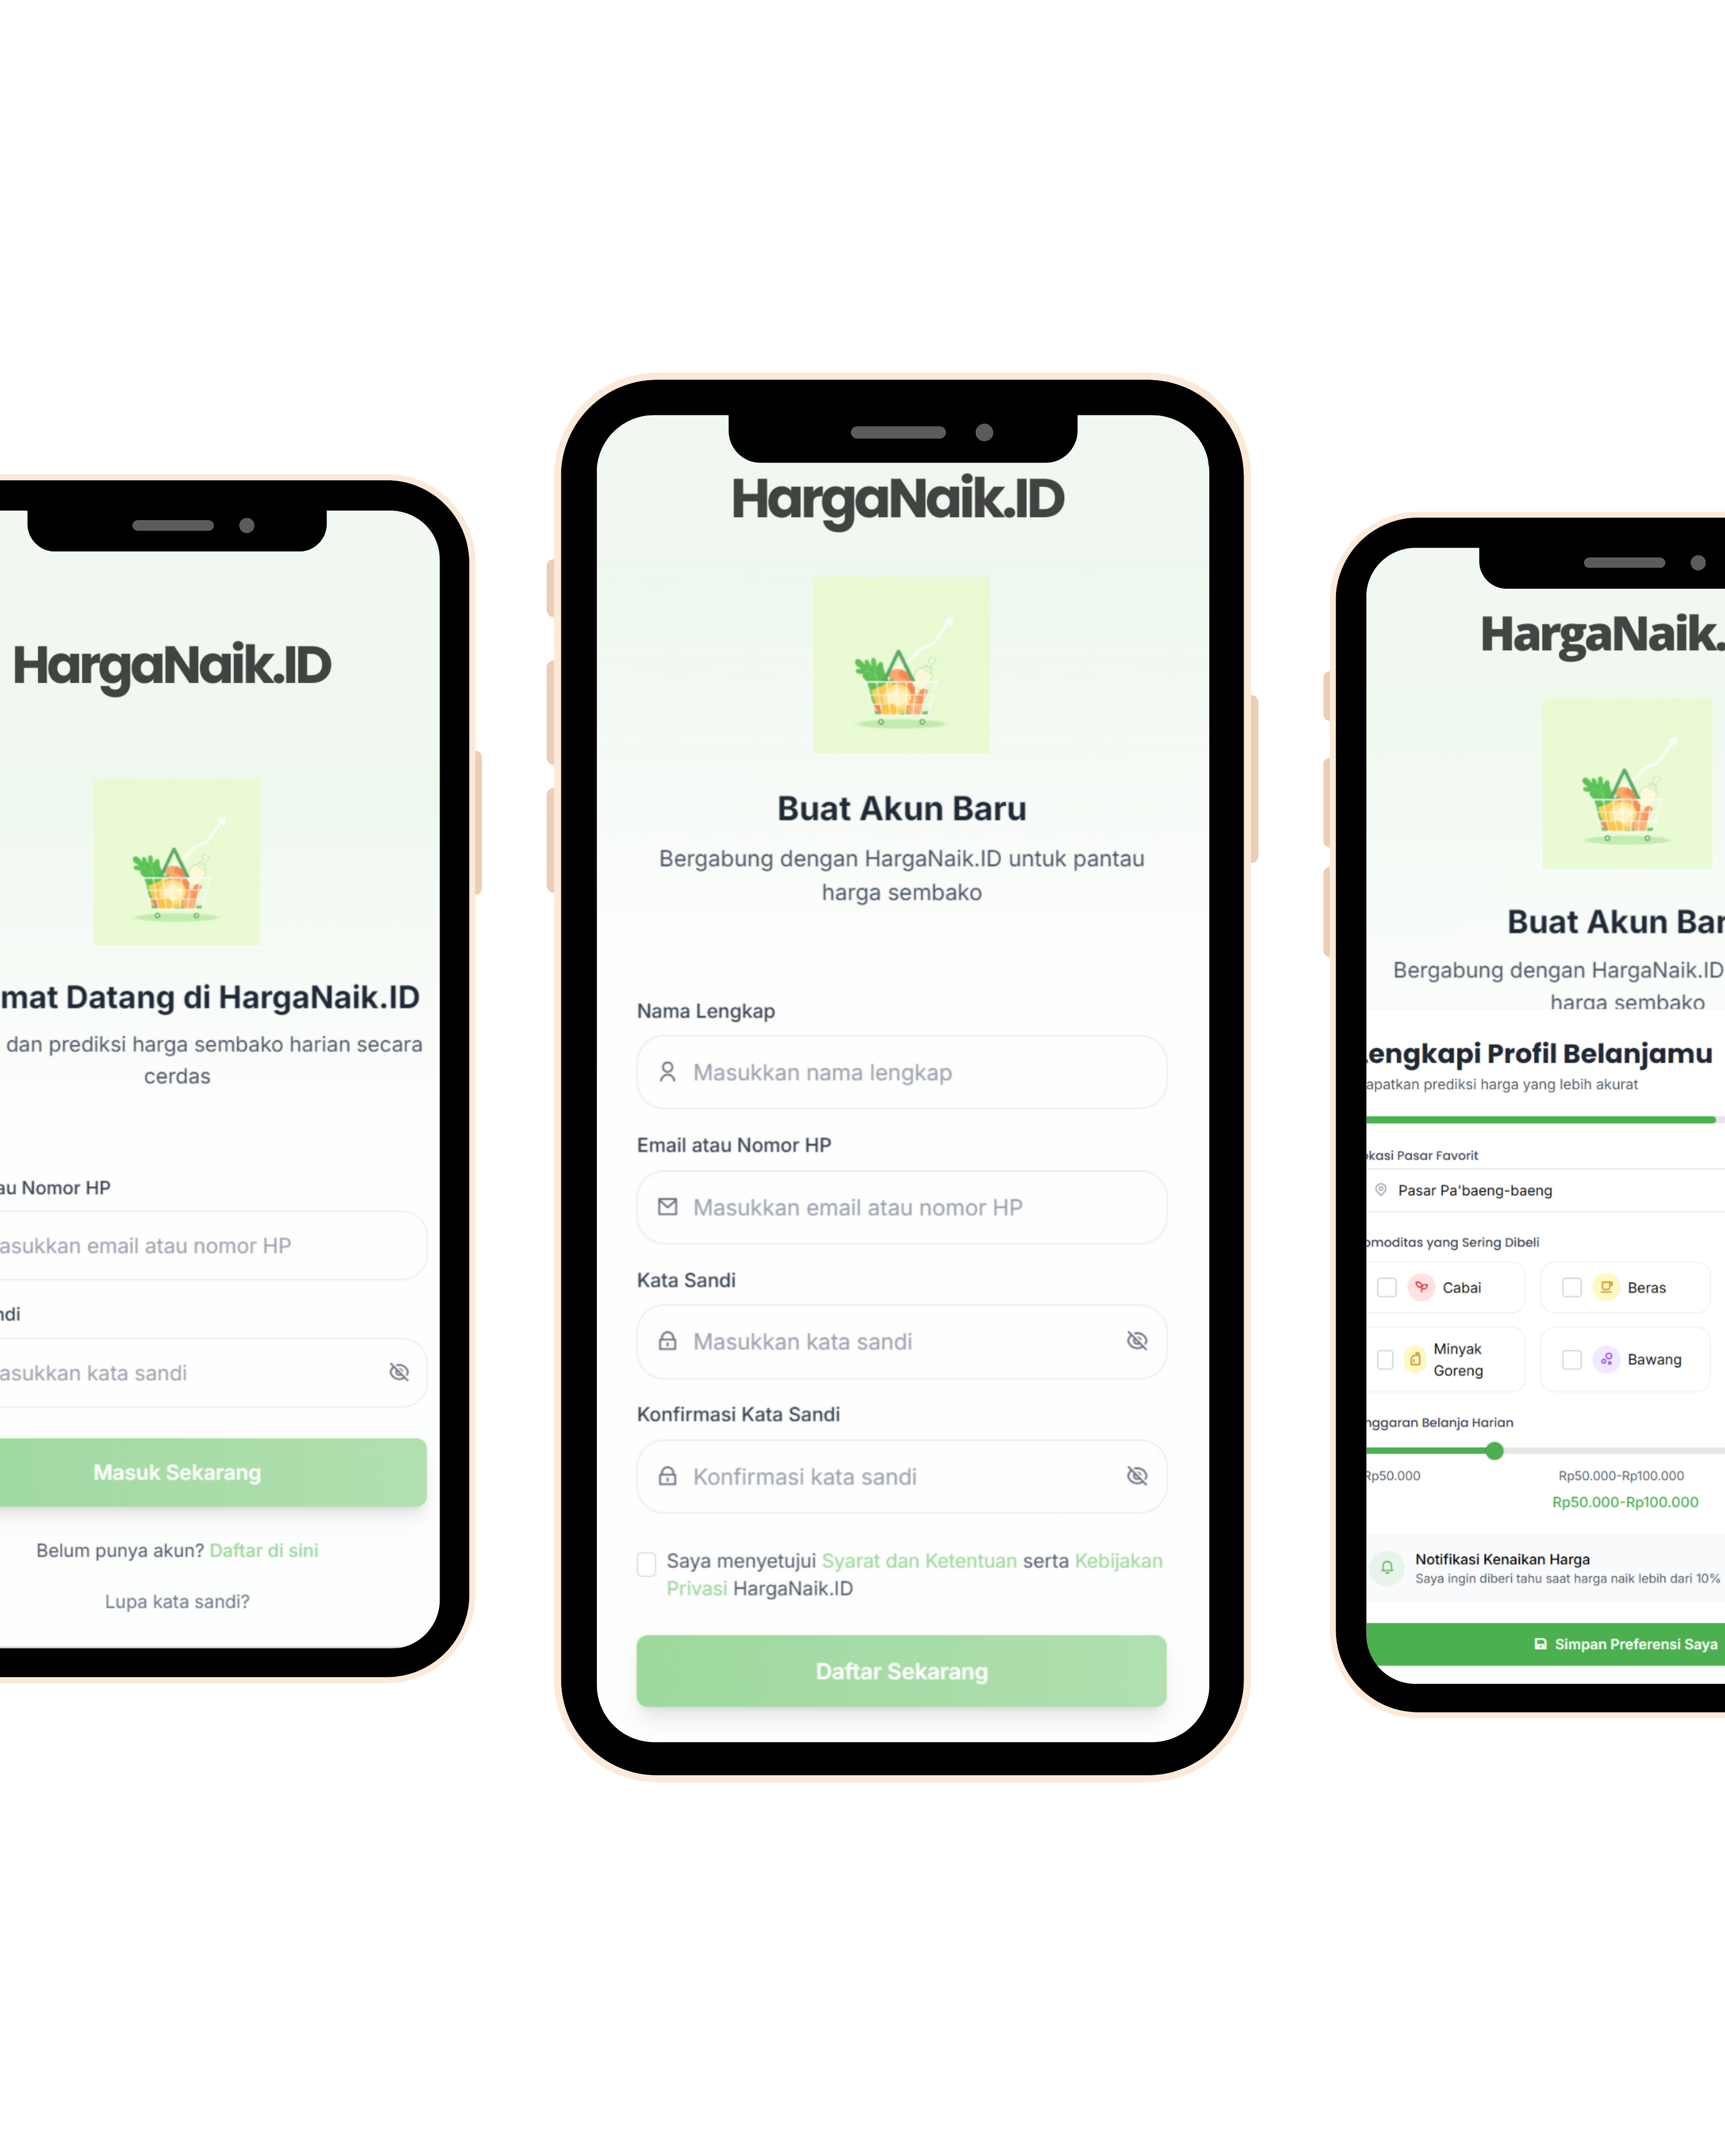 HargaNaik.ID
mat Datang di HargaNaik.ID
dan prediksi harga sembako harian secara
cerdas
au Nomor HP
asukkan email atau nomor HP
ndi
asukkan kata sandi
Masuk Sekarang
Belum punya akun? Daftar di sini
Lupa kata sandi?
HargaNaik.ID
Buat Akun Baru
Bergabung dengan HargaNaik.ID untuk pantau
harga sembako
Nama Lengkap
Masukkan nama lengkap
Email atau Nomor HP
Masukkan email atau nomor HP
Kata Sandi
Masukkan kata sandi
Konfirmasi Kata Sandi
Konfirmasi kata sandi
Saya menyetujui Syarat dan Ketentuan serta Kebijakan
Privasi HargaNaik.ID
Daftar Sekarang
HargaNaik.
Buat Akun Bar
Bergabung dengan HargaNaik.ID
harga sembako
engkapi Profil Belanjamu
apatkan prediksi harga yang lebih akurat
okasi Pasar Favorit
Pasar Pa'baeng-baeng
omoditas yang Sering Dibeli
Cabai
Beras
Minyak
Goreng
Bawang
nggaran Belanja Harian
Rp50.000
Rp50.000-Rp100.000
Rp50.000-Rp100.000
Notifikasi Kenaikan Harga
Saya ingin diberi tahu saat harga naik lebih dari 10%
Simpan Preferensi Saya